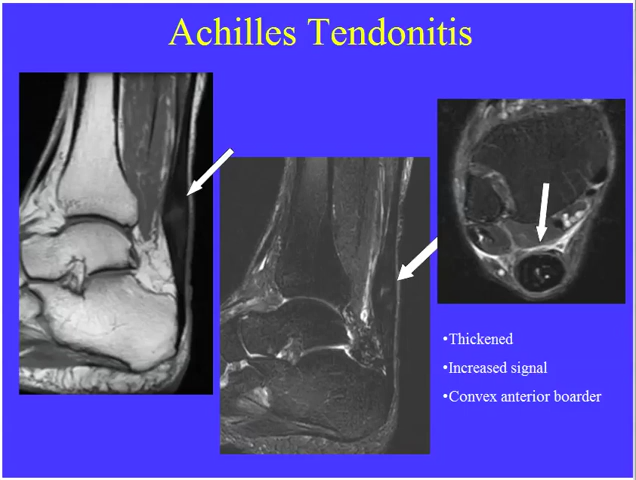 Achilles Tendonitis
•Thickened
•Increased signal
•Convex anterior boarder